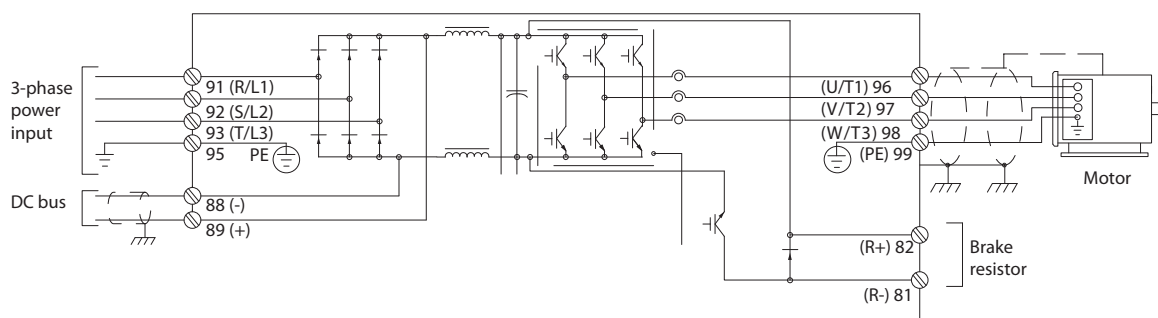 3-phase
power
input
91 (R/L1)
92 (S/L2)
93 (T/L3)
95
PE
DC bus
88 (-)
89 (+)
(U/T1) 96
(V/T2) 97
(W/T3) 98
(PE) 99
Motor
(R+) 82
(R-) 81
Brake
resistor